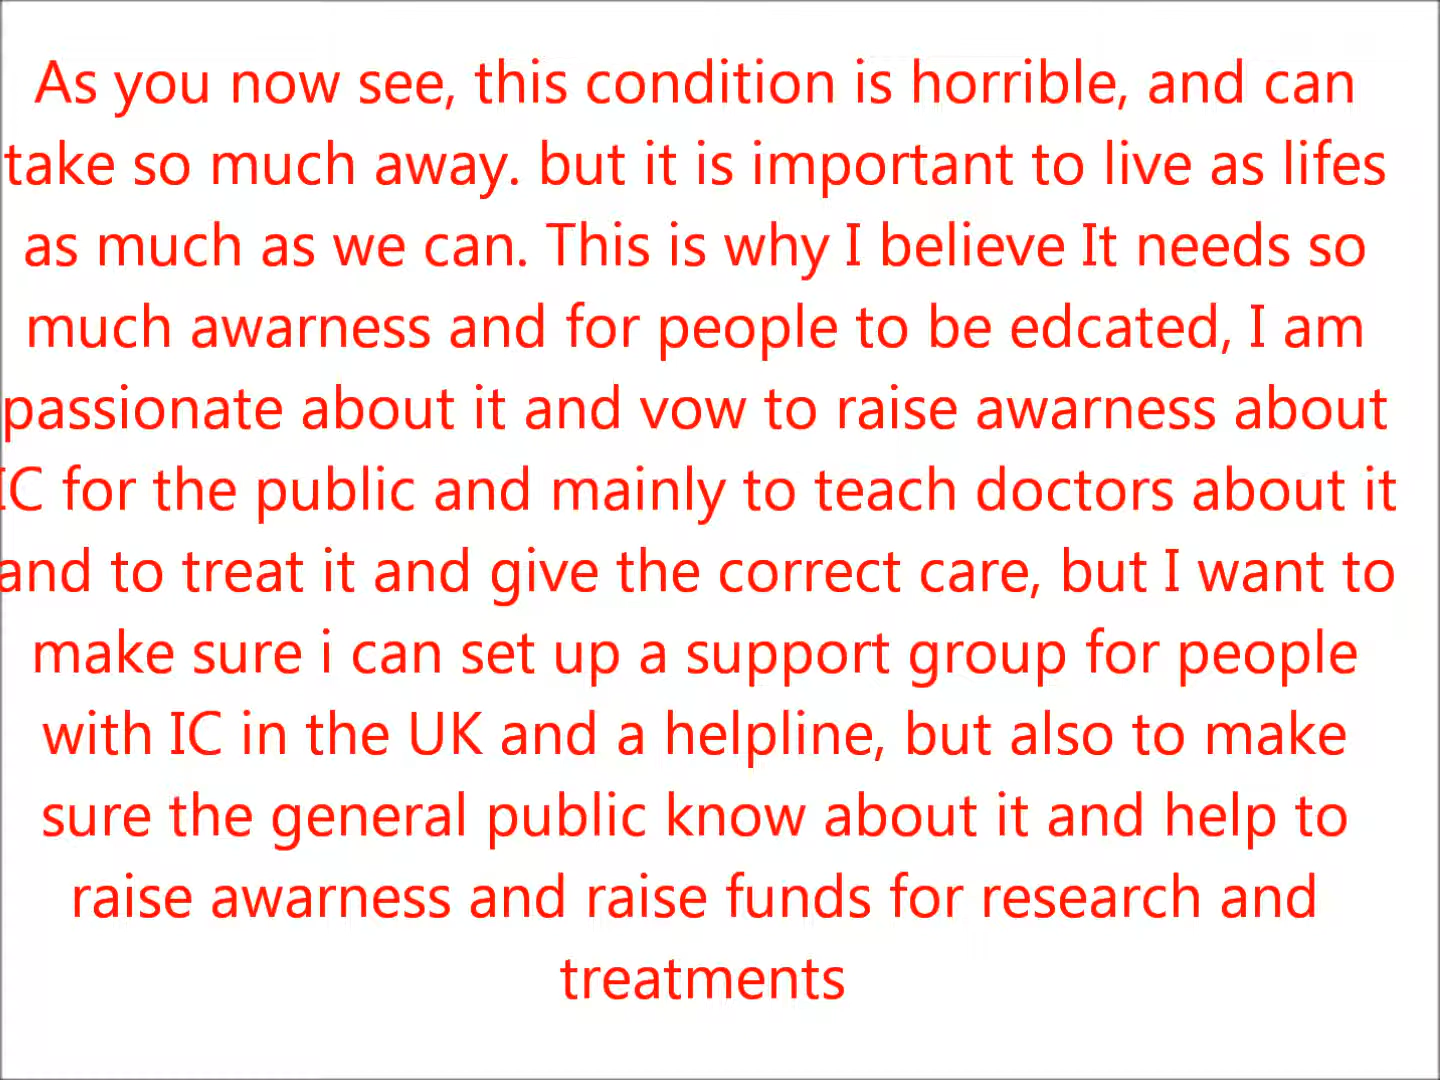 As you now see, this condition is horrible, and can
take so much away. but it is important to live as lifes
as much as we can. This is why I believe It needs so
much awarness and for people to be edcated, I am
passionate about it and vow to raise awarness about
IC for the public and mainly to teach doctors about it
and to treat it and give the correct care, but I want to
make sure i can set up a support group for people
with IC in the UK and a helpline, but also to make
sure the general public know about it and help to
raise awarness and raise funds for research and
treatments